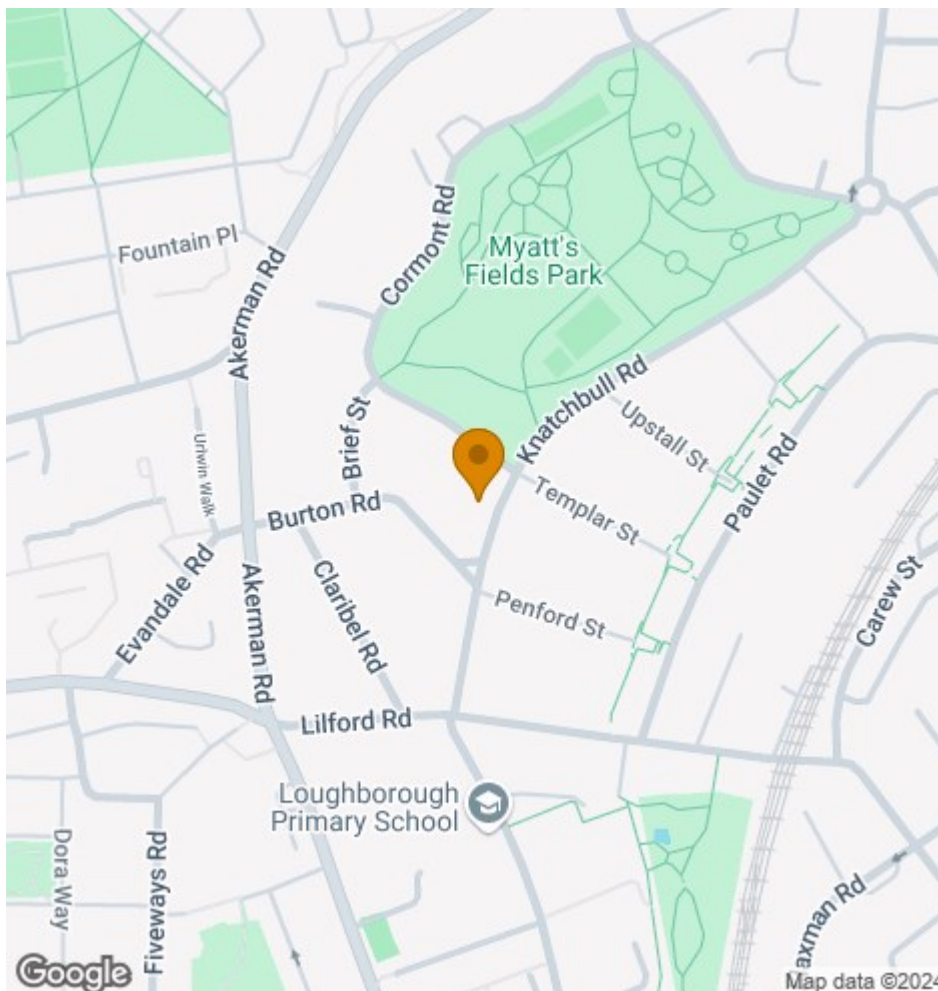 Fountain Pl
Cormont Rd
Myatt's
Fields Park
Akerman Rd
Knatchbull Rd
Upstall St
Brief St
Urlwin Walk
Burton Rd
Templar St
Paulet Rd
Evandale Rd
Claribel Rd
Akerman Rd
Penford St
Carew St
Lilford Rd
Loughborough
Primary School
Dora Way
Fiveways Rd
axman Rd
Google
Map data ©2024